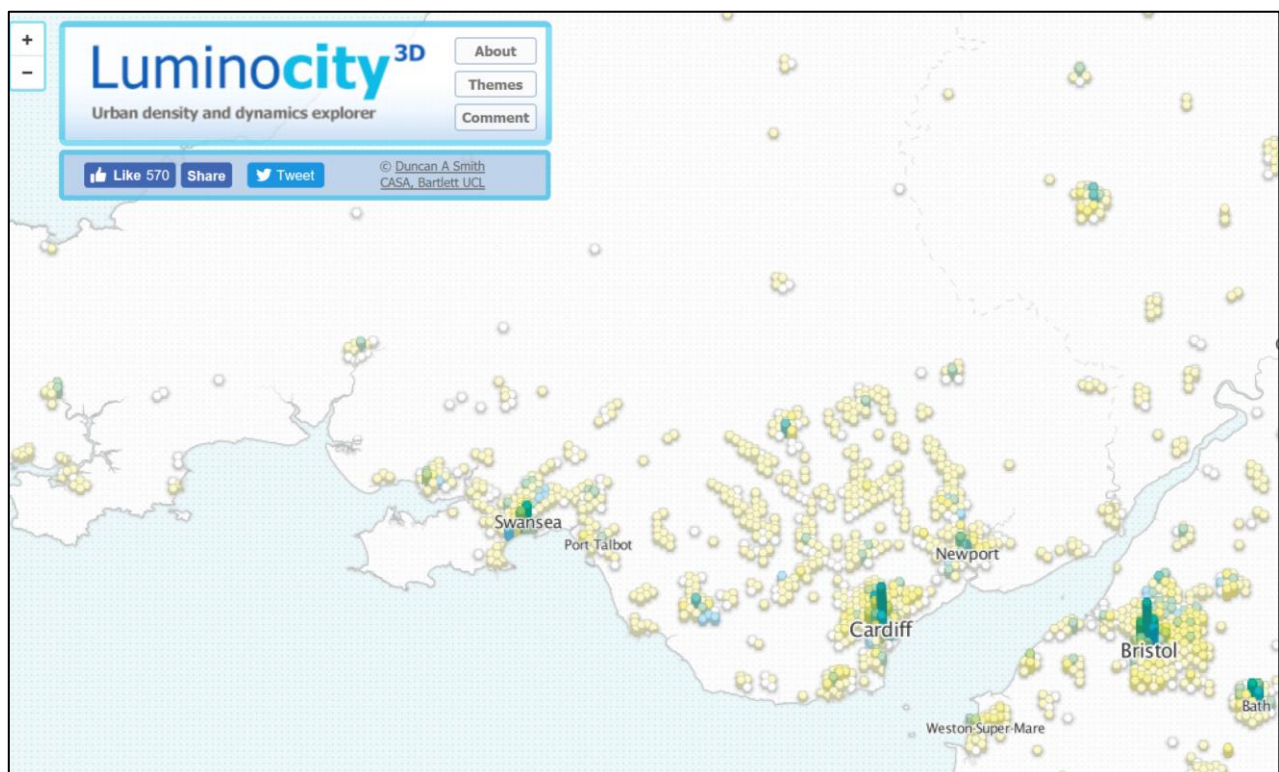 +
−
Luminocity3D
Urban density and dynamics explorer
About
Themes
Comment
Like 570
Share
Tweet
© Duncan A Smith
CASA, Bartlett UCL
Swansea
Port Talbot
Newport
Cardiff
Bristol
Bath
Weston-Super-Mare